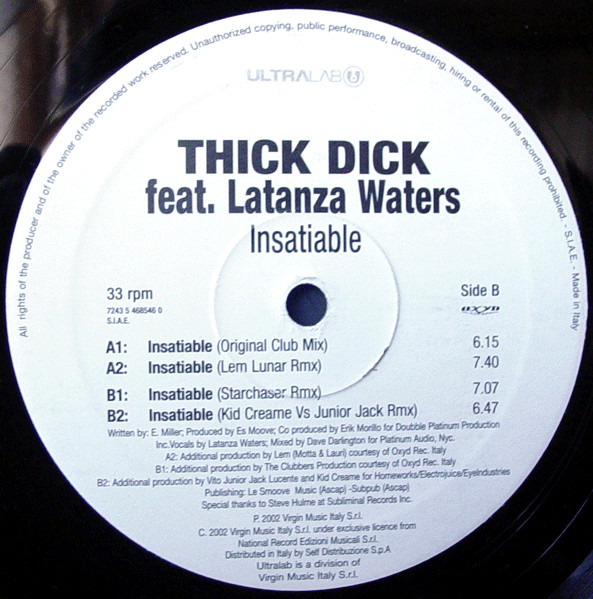 All rights of the producer and of the owner of the recorded work reserved. Unauthorized copying, public performance, broadcasting, hiring or rental of this recording prohibited. - S.I.A.E. - Made in Italy
ULTRALAB
THICK DICK
feat. Latanza Waters
Insatiable
33 rpm
Side B
7243 5 468546 0
S.I.A.E.
oxyd
A1: Insatiable (Original Club Mix) 6.15
A2: Insatiable (Lem Lunar Rmx) 7.40
B1: Insatiable (Starchaser Rmx) 7.07
B2: Insatiable (Kid Creame Vs Junior Jack Rmx) 6.47
Written by: E. Miller; Produced by Es Moove; Co produced by Erik Morillo for Doubble Platinum Production
Inc.Vocals by Latanza Waters; Mixed by Dave Darlington for Platinum Audio, Nyc.
A2: Additional production by Lem (Motta & Lauri) courtesy of Oxyd Rec. Italy
B1: Additional production by The Clubbers Production courtesy of Oxyd Rec. Italy
B2: Additional production by Vito Junior Jack Lucente and Kid Creame for Homeworks/Electrojuice/EyeIndustries
Publishing: Le Smoove Music (Ascap) -Subpub (Ascap)
Special thanks to Steve Hulme at Subliminal Records Inc.
P. 2002 Virgin Music Italy S.r.l.
C. 2002 Virgin Music Italy S.r.l. under exclusive licence from
National Record Edizioni Musicali S.r.l.
Distributed in Italy by Self Distribuzione S.p.A
Ultralab is a division of
Virgin Music Italy S.r.l.